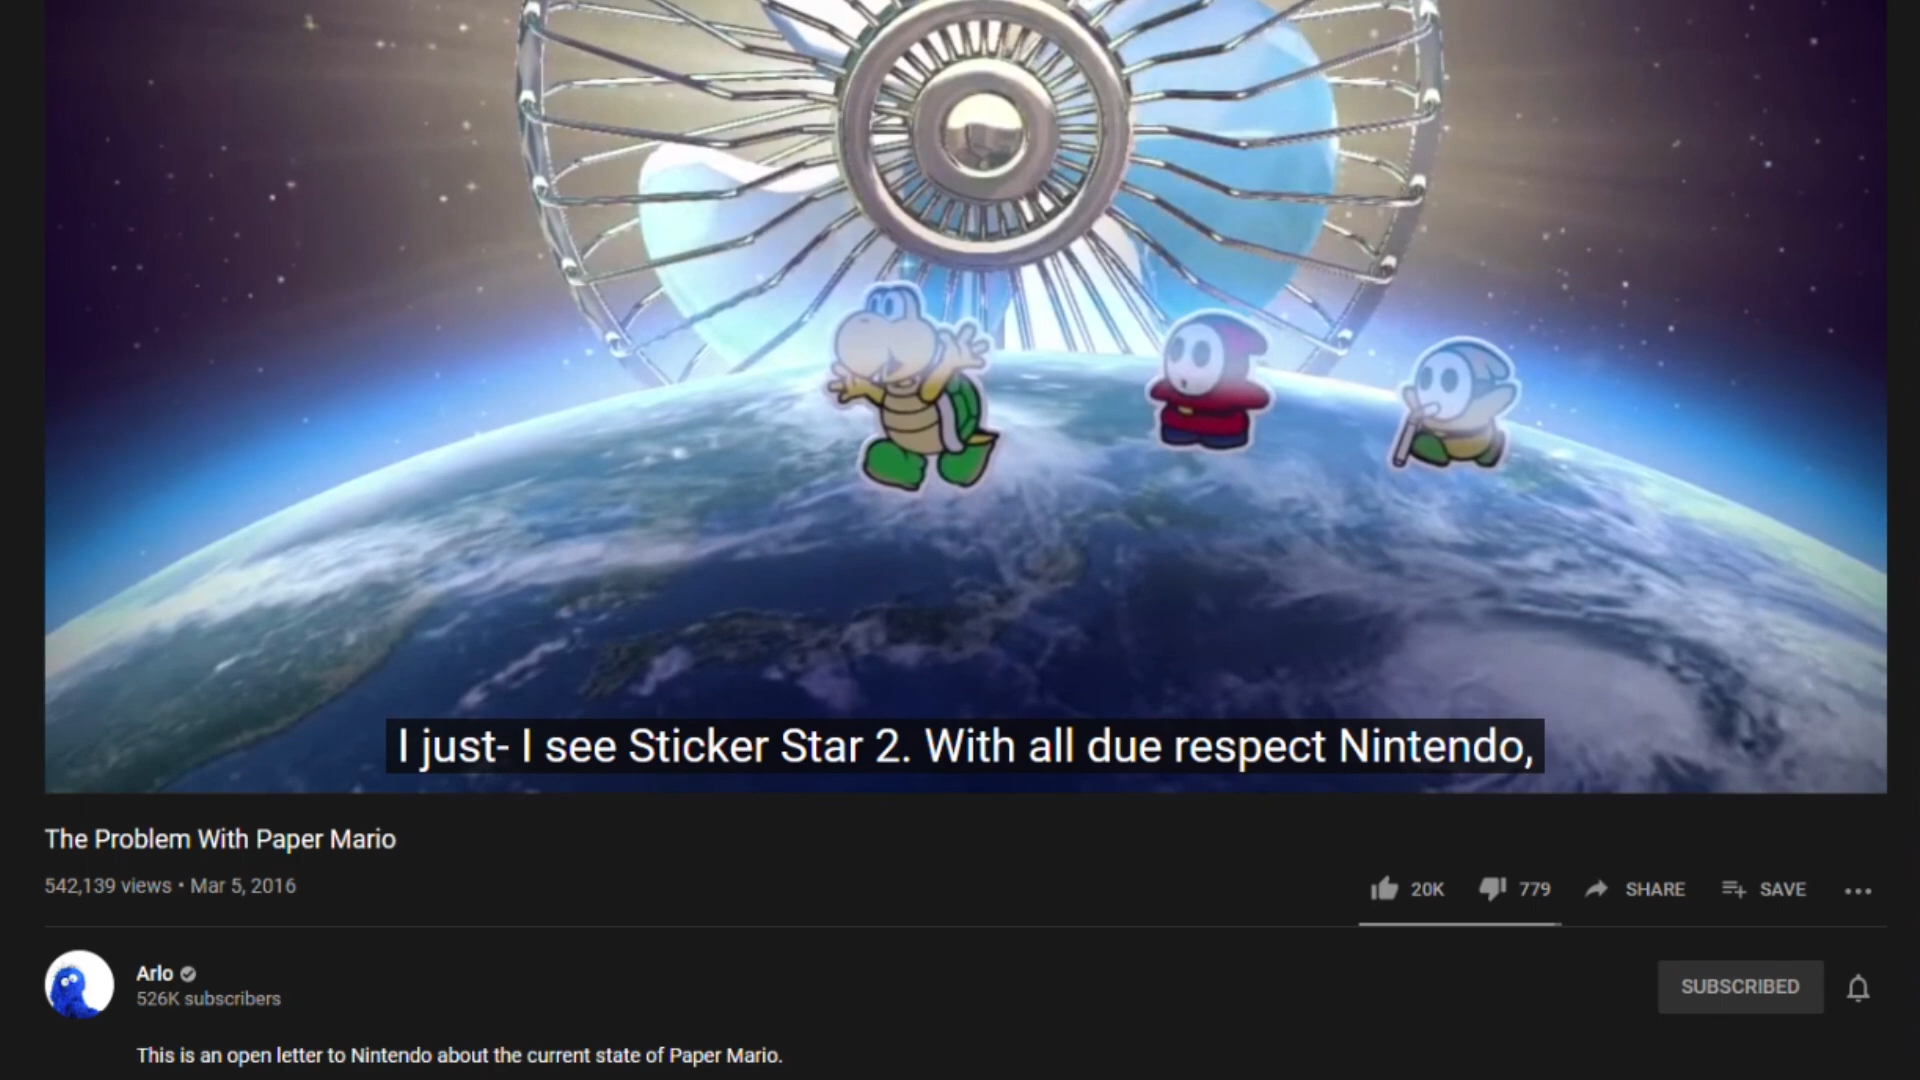 I just- I see Sticker Star 2. With all due respect Nintendo,
The Problem With Paper Mario
542,139 views • Mar 5, 2016
20K 779 SHARE SAVE
Arlo
526K subscribers
SUBSCRIBED
This is an open letter to Nintendo about the current state of Paper Mario.